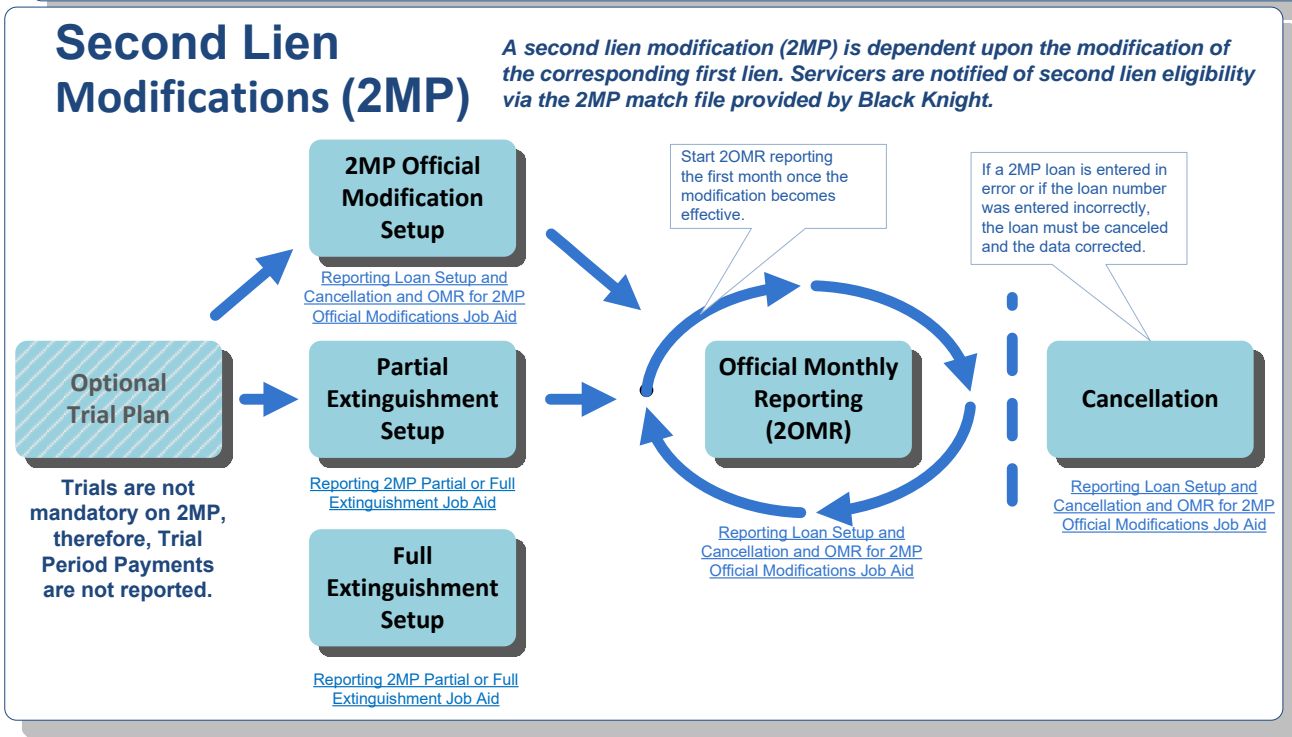 Second Lien
Modifications (2MP)
A second lien modification (2MP) is dependent upon the modification of
the corresponding first lien. Servicers are notified of second lien eligibility
via the 2MP match file provided by Black Knight.
2MP Official
Modification
Setup
Reporting Loan Setup and
Cancellation and OMR for 2MP
Official Modifications Job Aid
Start 2OMR reporting
the first month once the
modification becomes
effective.
If a 2MP loan is entered in
error or if the loan number
was entered incorrectly,
the loan must be canceled
and the data corrected.
Optional
Trial Plan
Trials are not
mandatory on 2MP,
therefore, Trial
Period Payments
are not reported.
Partial
Extinguishment
Setup
Reporting 2MP Partial or Full
Extinguishment Job Aid
Full
Extinguishment
Setup
Reporting 2MP Partial or Full
Extinguishment Job Aid
Official Monthly
Reporting
(2OMR)
Reporting Loan Setup and
Cancellation and OMR for 2MP
Official Modifications Job Aid
Cancellation
Reporting Loan Setup and
Cancellation and OMR for 2MP
Official Modifications Job Aid